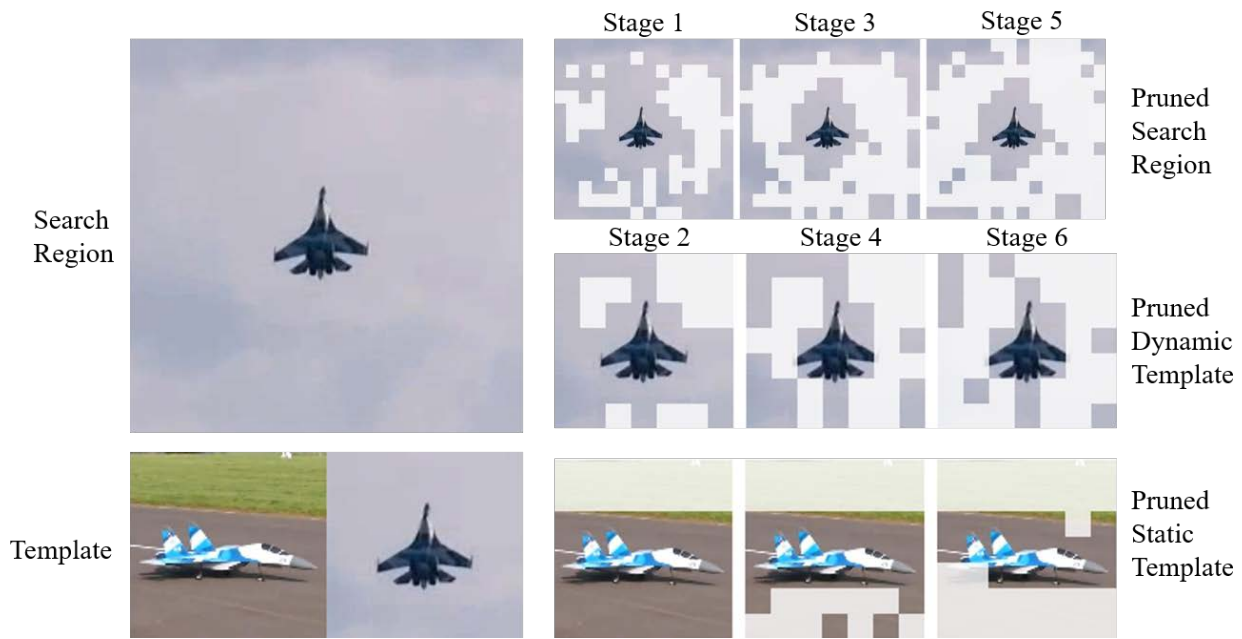 Stage 1
Stage 3
Stage 5
Pruned
Search
Region
Search
Region
Stage 2
Stage 4
Stage 6
Pruned
Dynamic
Template
Template
Pruned
Static
Template